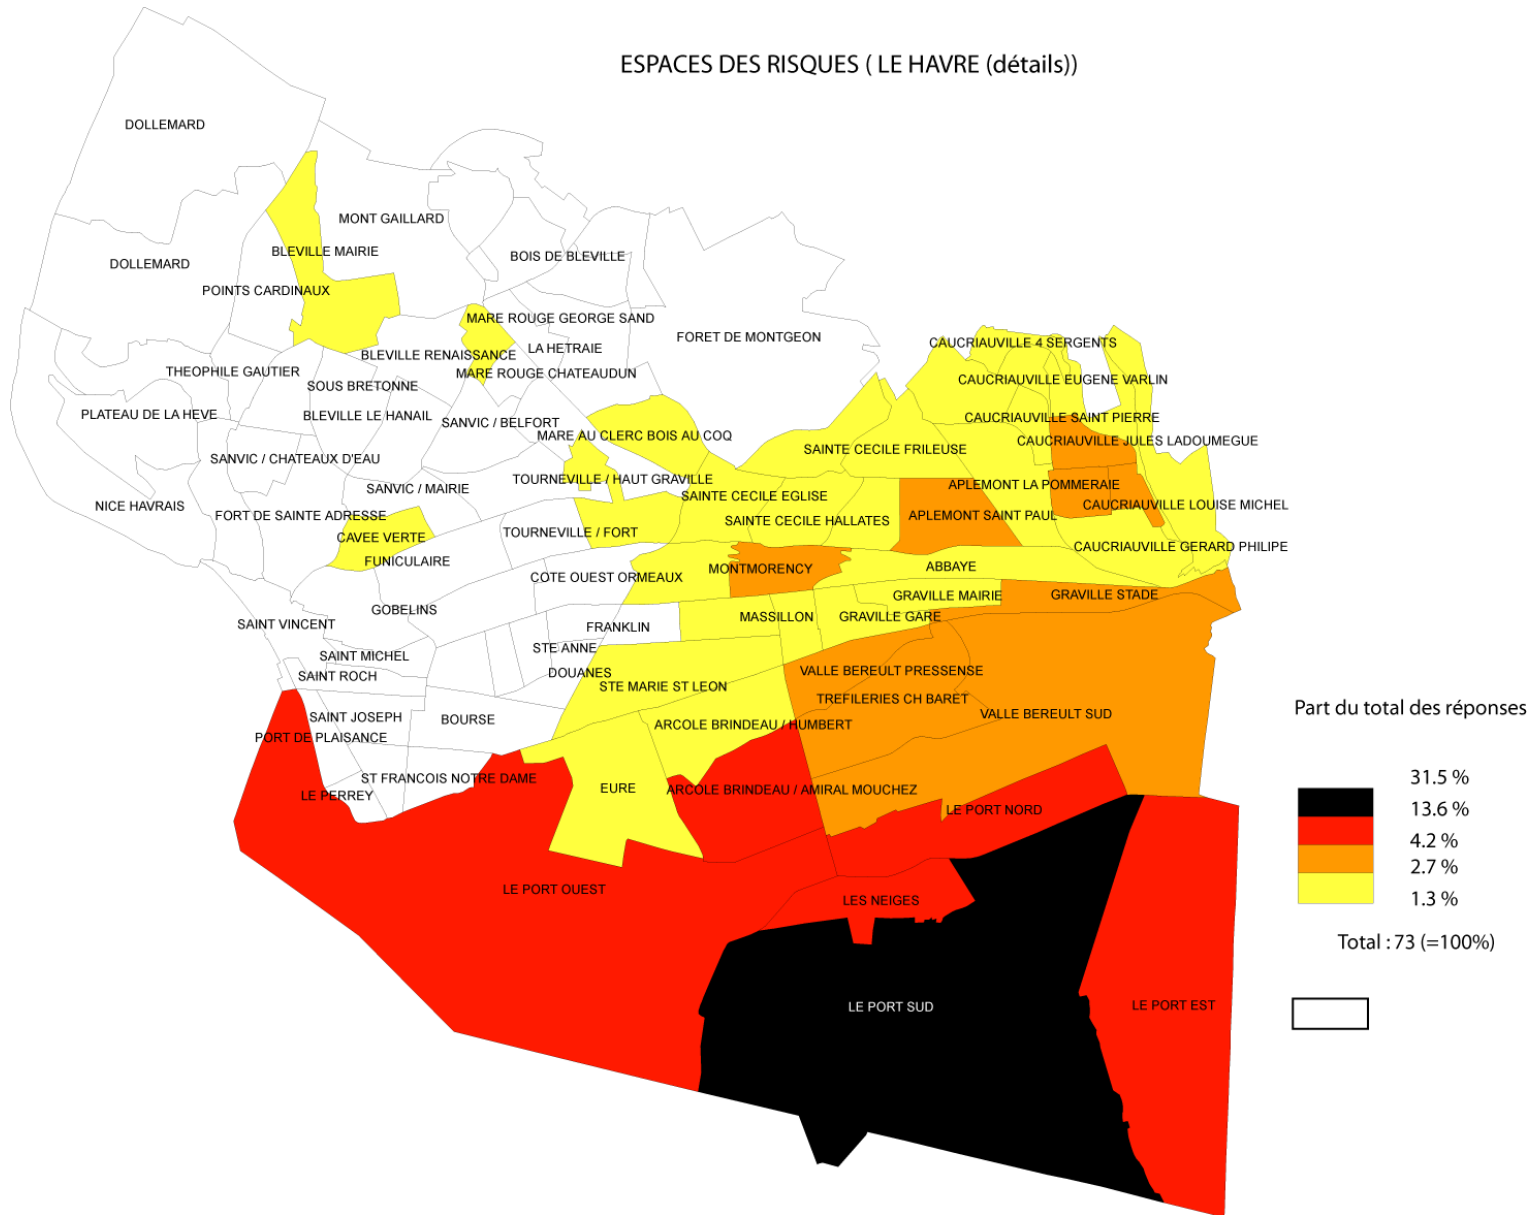 ESPACES DES RISQUES ( LE HAVRE (détails))
DOLLEMARD
MONT GAILLARD
BLEVILLE MAIRIE
BOIS DE BLEVILLE
DOLLEMARD
POINTS CARDINAUX
MARE ROUGE GEORGE SAND
FORET DE MONTGEON
CAUCRIAUVILLE 4 SERGENTS
LA HETRAIE
BLEVILLE RENAISSANCE
THEOPHILE GAUTIER
MARE ROUGE CHATEAUDUN
CAUCRIAUVILLE EUGENE VARLIN
SOUS BRETONNE
PLATEAU DE LA HEVE
BLEVILLE LE HANAIL
CAUCRIAUVILLE SAINT PIERRE
SANVIC / BELFORT
MARE AU CLERC BOIS AU COQ
CAUCRIAUVILLE JULES LADOUMEGUE
SAINTE CECILE FRILEUSE
SANVIC / CHATEAUX D'EAU
TOURNEVILLE / HAUT GRAVILLE
APLEMONT LA POMMERAIE
SANVIC / MAIRIE
SAINTE CECILE EGLISE
NICE HAVRAIS
CAUCRIAUVILLE LOUISE MICHEL
FORT DE SAINTE ADRESSE
APLEMONT SAINT PAUL
SAINTE CECILE HALLATES
TOURNEVILLE / FORT
CAVEE VERTE
CAUCRIAUVILLE GERARD PHILIPE
FUNICULAIRE
ABBAYE
MONTMORENCY
COTE OUEST ORMEAUX
GRAVILLE MAIRIE
GRAVILLE STADE
GOBELINS
MASSILLON
GRAVILLE GARE
SAINT VINCENT
FRANKLIN
STE ANNE
SAINT MICHEL
VALLE BEREULT PRESSENSE
DOUANES
SAINT ROCH
STE MARIE ST LEON
TREFILERIES CH BARET
Part du total des réponses
VALLE BEREULT SUD
SAINT JOSEPH
BOURSE
ARCOLE BRINDEAU / HUMBERT
PORT DE PLAISANCE
ST FRANCOIS NOTRE DAME
31.5 %
EURE
ARCOLE BRINDEAU / AMIRAL MOUCHEZ
LE PERREY
13.6 %
LE PORT NORD
4.2 %
2.7 %
LE PORT OUEST
1.3 %
LES NEIGES
Total : 73 (=100%)
LE PORT SUD
LE PORT EST